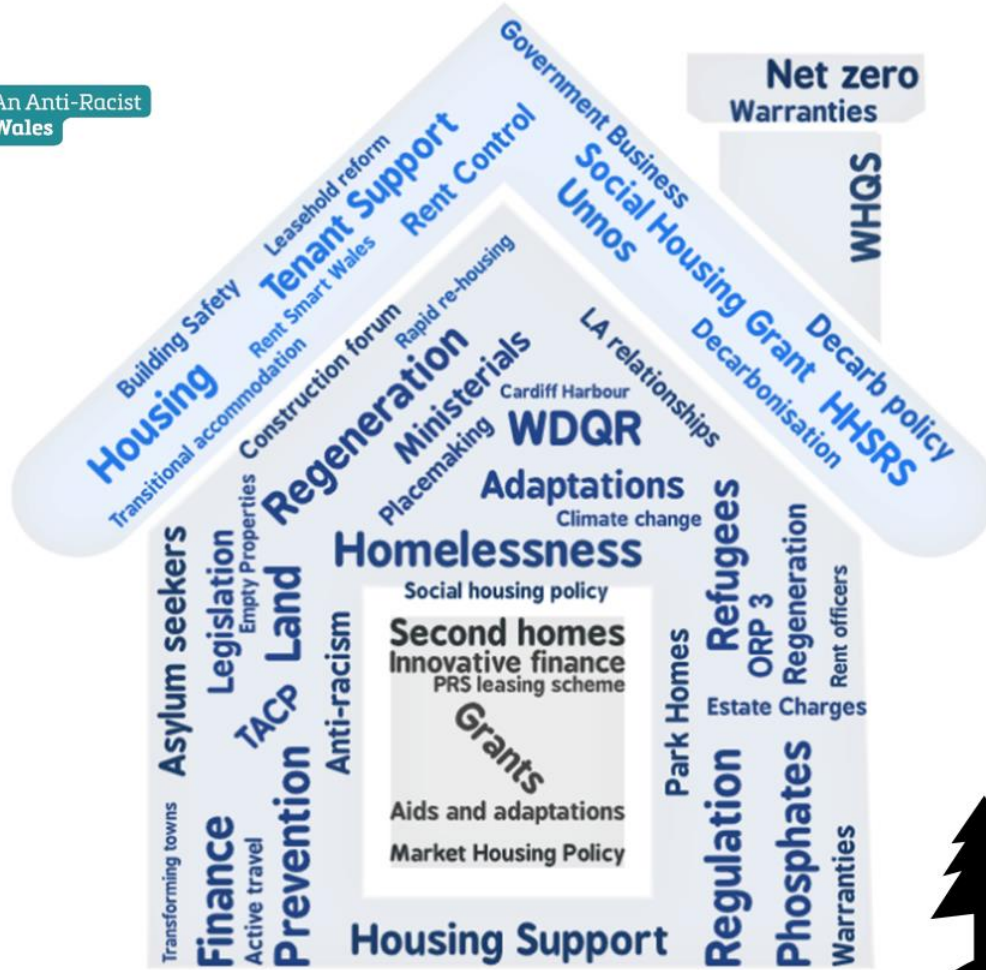 An Anti-Racist
Wales
Net zero
Warranties
WHQS
Government Business
Social Housing Grant
Unnos
Decarb policy
HHSRS
Decarbonisation
Leasehold reform
Tenant Support
Rent Control
Rent Smart Wales
Building Safety
Housing
Transitional accommodation
Construction forum
Rapid re-housing
Regeneration
Ministerials
Placemaking
LA relationships
Cardiff Harbour
WDQR
Adaptations
Climate change
Homelessness
Social housing policy
Second homes
Innovative finance
PRS leasing scheme
Grants
Aids and adaptations
Market Housing Policy
Asylum seekers
Legislation
Empty Properties
Land
Anti-racism
TACP
Transforming towns
Finance
Active travel
Prevention
Refugees
ORP 3
Regeneration
Rent officers
Park Homes
Estate Charges
Regulation
Phosphates
Warranties
Housing Support